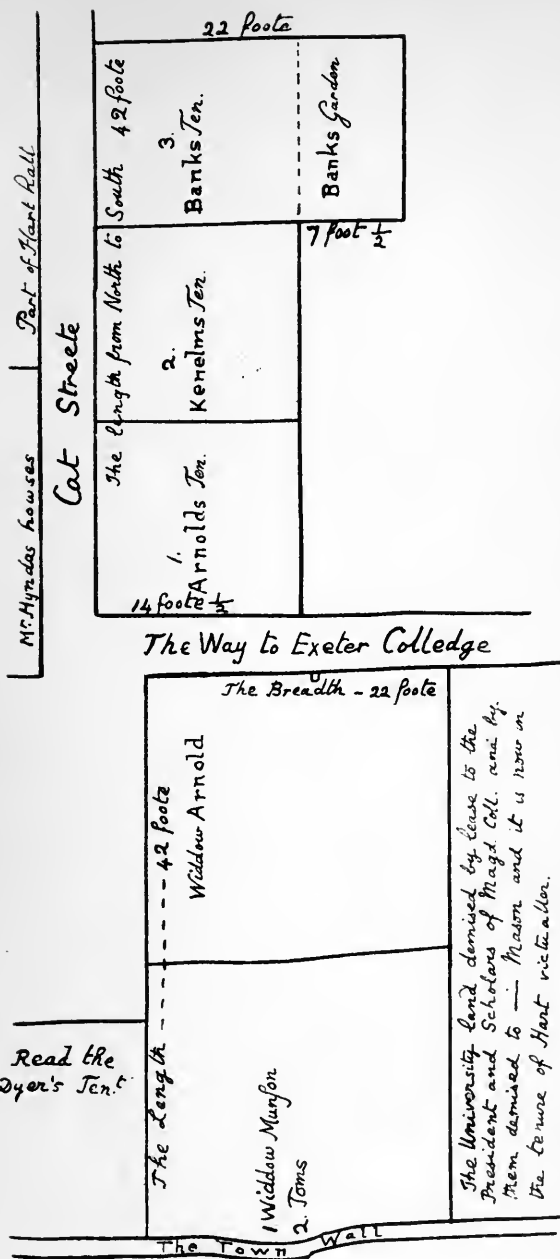 22 foote
Part of Hart Hall
Mr. Hyndas howses
Cat Streete
The length from North to South 42 foote
3.
Banks Ten.
Banks Garden
7 foot ½
2.
Kenelms Ten.
1.
Arnolds Ten.
14 foote ½
The Way to Exeter Colledge
The Breadth - 22 foote
The Length - - - - - - - 42 foote
Widdow Arnold
Read the
Dyer's Tent.
1 Widdow Munson
2. Toms
The University land demised by lease to the
President and Scholars of Magd. Coll. and by
them demised to — Mason and it is now in
the tenure of Hart victualler.
The Town Wall